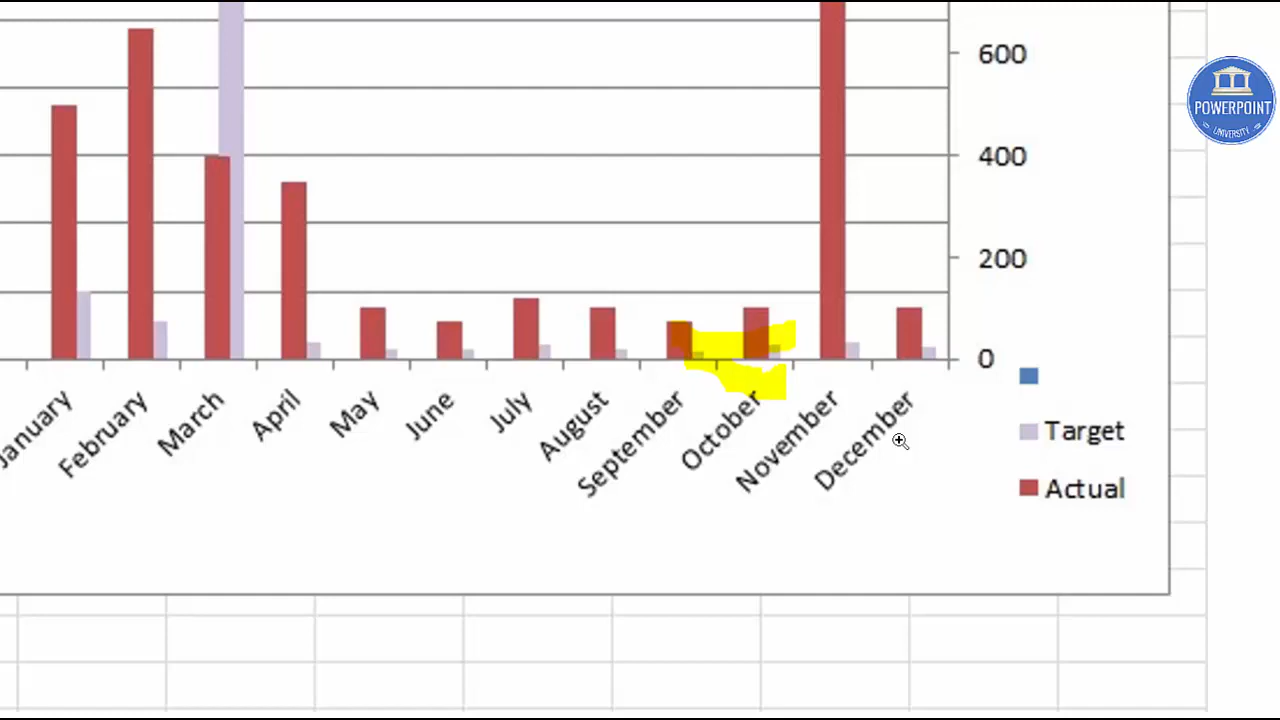 600
400
200
0
January
February
March
April
May
June
July
August
September
October
November
December
Target
Actual
POWERPOINT
UNIVERSITY